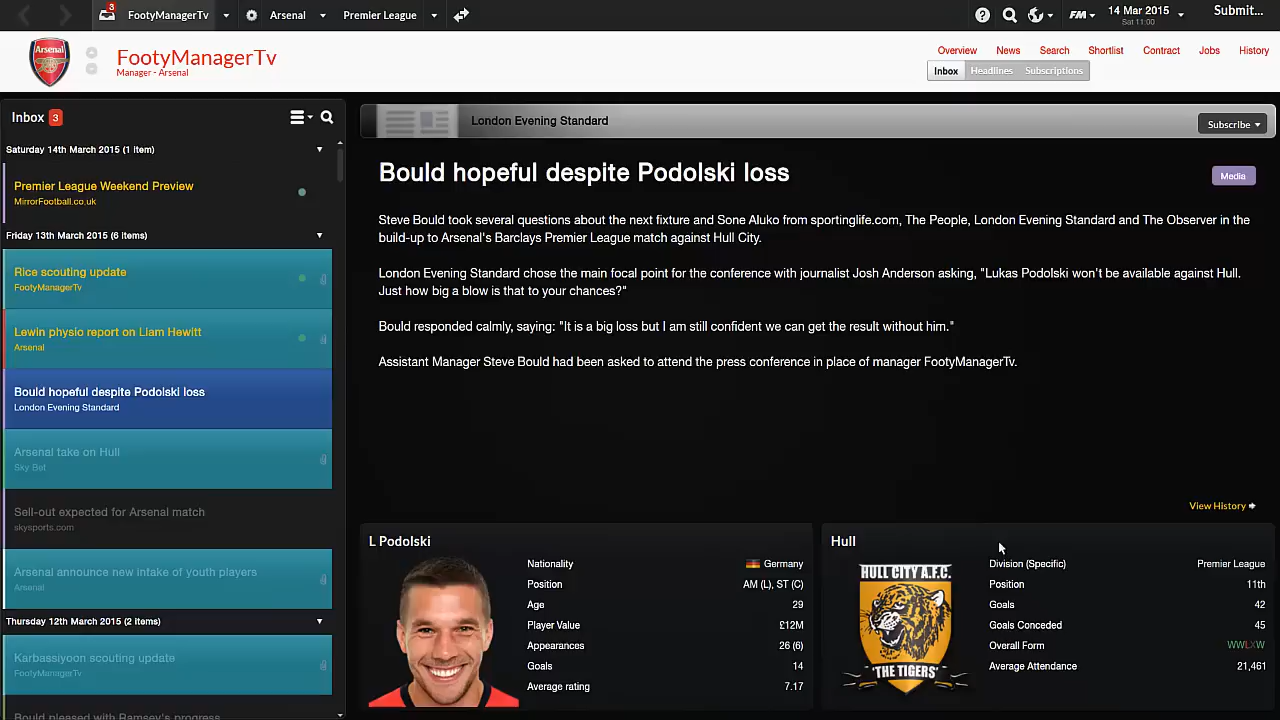 3
FootyManagerTv
Arsenal
Premier League
FM
14 Mar 2015
Sat 11:00
Submit...
Arsenal
FootyManagerTv
Manager - Arsenal
Overview News Search Shortlist Contract Jobs History
Inbox Headlines Subscriptions
Inbox 3
Saturday 14th March 2015 (1 item)
Premier League Weekend Preview
MirrorFootball.co.uk
Friday 13th March 2015 (6 items)
Rice scouting update
FootyManagerTv
Lewin physio report on Liam Hewitt
Arsenal
Bould hopeful despite Podolski loss
London Evening Standard
Arsenal take on Hull
Sky Bet
Sell-out expected for Arsenal match
skysports.com
Arsenal announce new intake of youth players
Arsenal
Thursday 12th March 2015 (2 items)
Karbassiyoon scouting update
FootyManagerTv
Bould pleased with Ramsey's progress
London Evening Standard
Subscribe
Bould hopeful despite Podolski loss
Media
Steve Bould took several questions about the next fixture and Sone Aluko from sportinglife.com, The People, London Evening Standard and The Observer in the
build-up to Arsenal's Barclays Premier League match against Hull City.
London Evening Standard chose the main focal point for the conference with journalist Josh Anderson asking, "Lukas Podolski won't be available against Hull.
Just how big a blow is that to your chances?"
Bould responded calmly, saying: "It is a big loss but I am still confident we can get the result without him."
Assistant Manager Steve Bould had been asked to attend the press conference in place of manager FootyManagerTv.
View History
L Podolski
Nationality Germany
Position AM (L), ST (C)
Age 29
Player Value £12M
Appearances 26 (6)
Goals 14
Average rating 7.17
Hull
HULL CITY A.F.C.
'THE TIGERS'
Division (Specific) Premier League
Position 11th
Goals 42
Goals Conceded 45
Overall Form WWLXW
Average Attendance 21,461